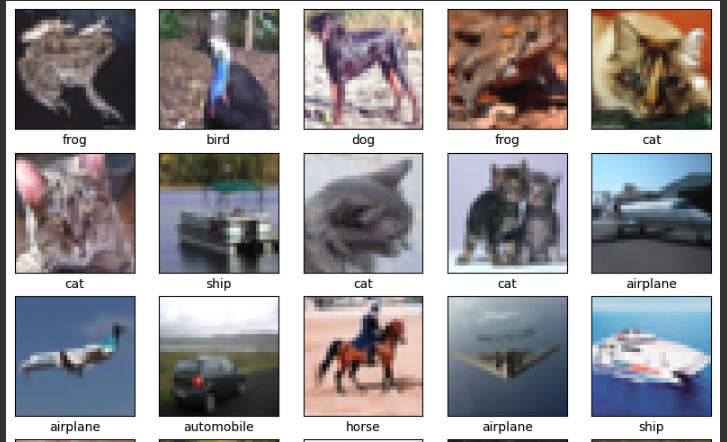 frog bird dog frog cat
cat ship cat cat airplane
airplane automobile horse airplane ship